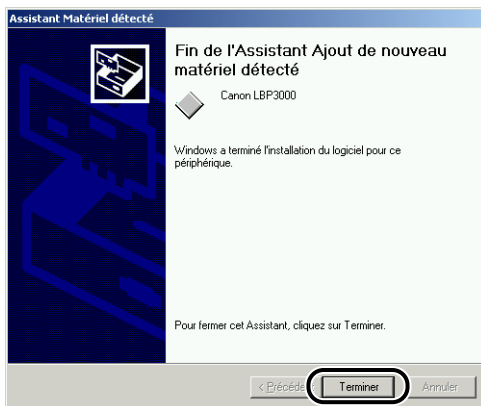 Assistant Matériel détecté
Fin de l'Assistant Ajout de nouveau
matériel détecté
Canon LBP3000
Windows a terminé l'installation du logiciel pour ce
périphérique.
Pour fermer cet Assistant, cliquez sur Terminer.
< Précéde Terminer Annuler